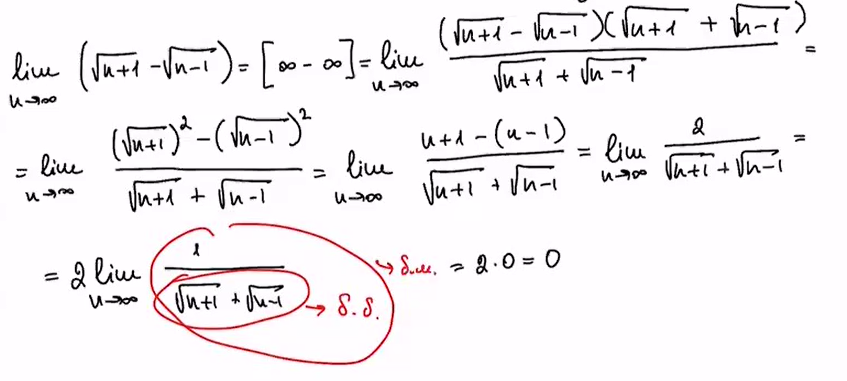 lim n→∞ (√n+1 - √n-1) = [∞ - ∞] = lim n→∞ (√n+1 - √n-1)(√n+1 + √n-1) / √n+1 + √n-1 =
= lim n→∞ (√n+1)² - (√n-1)² / √n+1 + √n-1 = lim n→∞ n+1 - (n-1) / √n+1 + √n-1 = lim n→∞ 2 / √n+1 + √n-1 =
= 2 lim n→∞ 1 / √n+1 + √n-1 → δ.δ. → δ.м. = 2·0 = 0